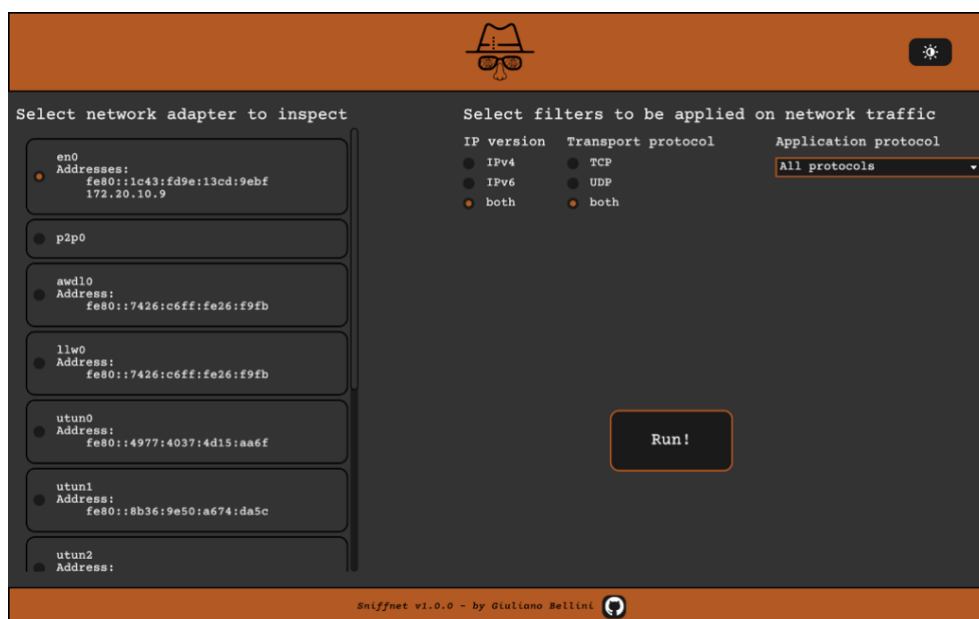 Select network adapter to inspect
en0
Addresses:
fe80::1c43:fd9e:13cd:9ebf
172.20.10.9
p2p0
awdl0
Address:
fe80::7426:c6ff:fe26:f9fb
llw0
Address:
fe80::7426:c6ff:fe26:f9fb
utun0
Address:
fe80::4977:4037:4d15:aa6f
utun1
Address:
fe80::8b36:9e50:a674:da5c
utun2
Address:
Select filters to be applied on network traffic
IP version
IPv4
IPv6
both
Transport protocol
TCP
UDP
both
Application protocol
All protocols
Run!
Sniffnet v1.0.0 - by Giuliano Bellini